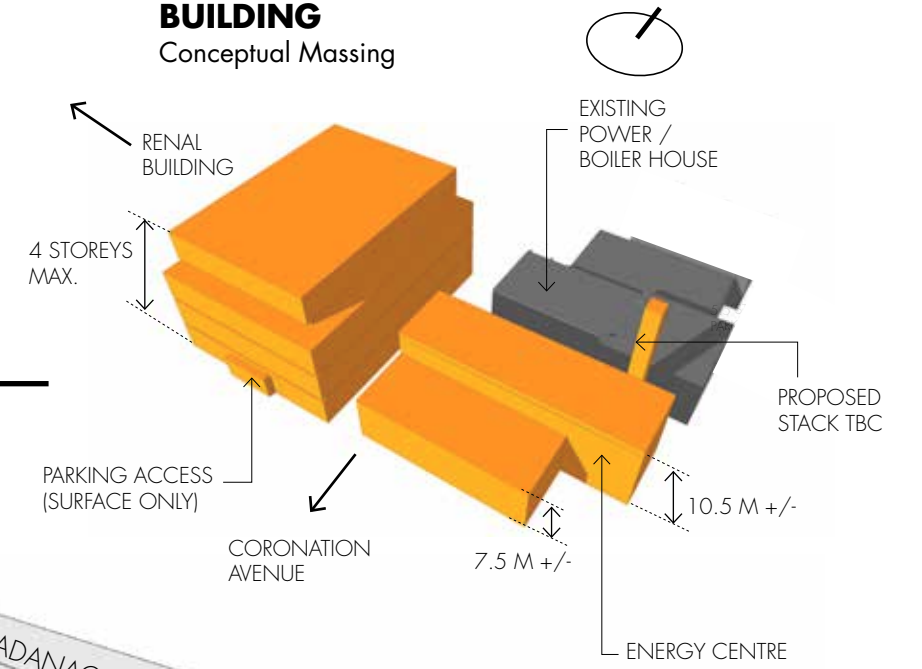 BUILDING
Conceptual Massing
EXISTING
POWER /
BOILER HOUSE
RENAL
BUILDING
4 STOREYS
MAX.
PROPOSED
STACK TBC
PARKING ACCESS
(SURFACE ONLY)
10.5 M +/-
CORONATION
AVENUE
7.5 M +/-
ENERGY CENTRE